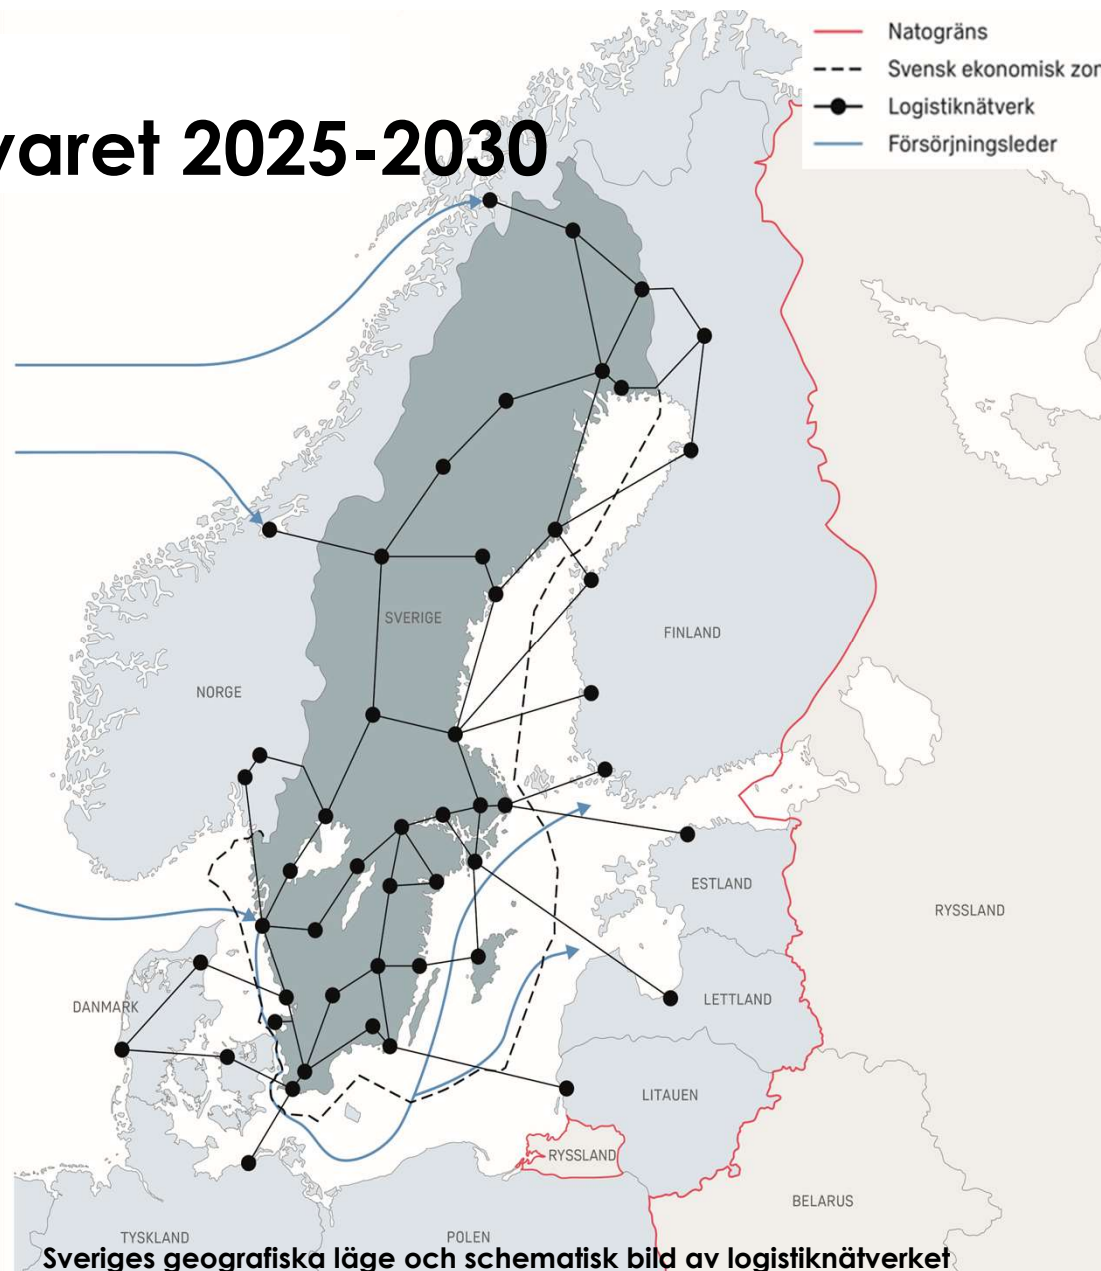 varet 2025-2030
Natogräns
Svensk ekonomisk zon
Logistiknätverk
Försörjningsleder
SVERIGE
FINLAND
NORGE
ESTLAND
RYSSLAND
LETTLAND
DANMARK
LITAUEN
RYSSLAND
BELARUS
TYSKLAND
POLEN
Sveriges geografiska läge och schematisk bild av logistiknätverket